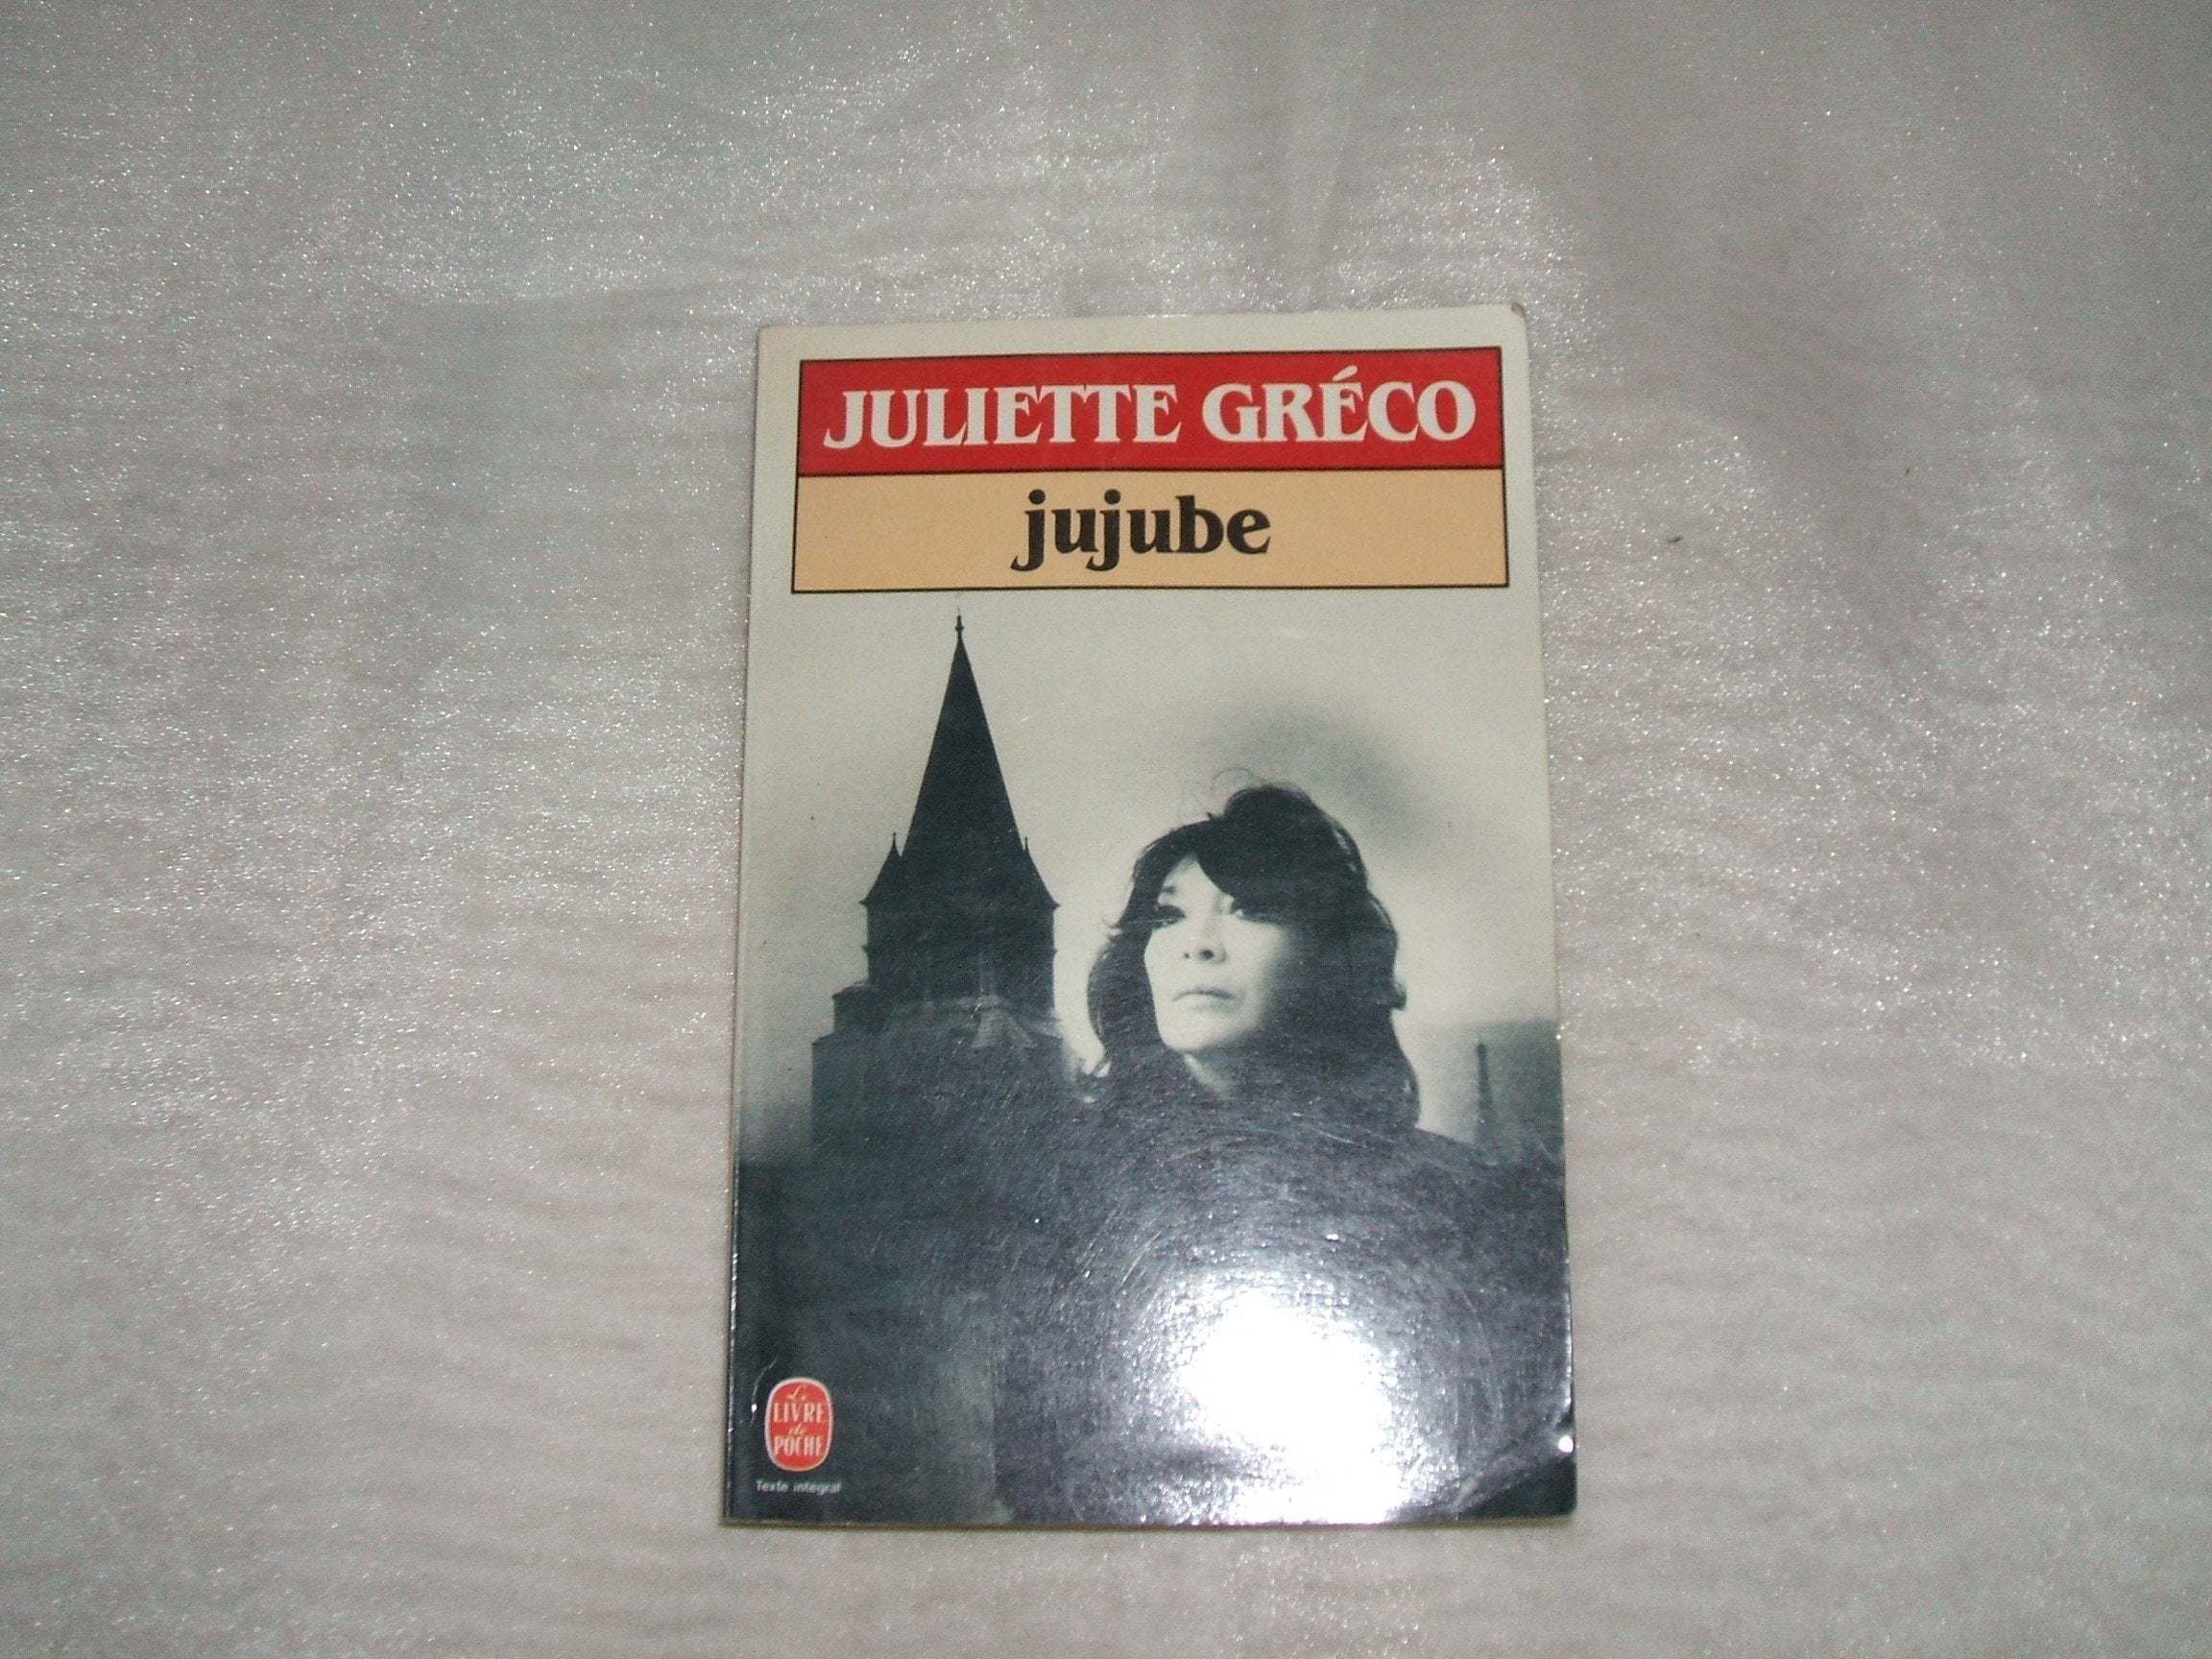 JULIETTE GRÉCO
jujube
Le
LIVRE
de
POCHE
Texte intégral